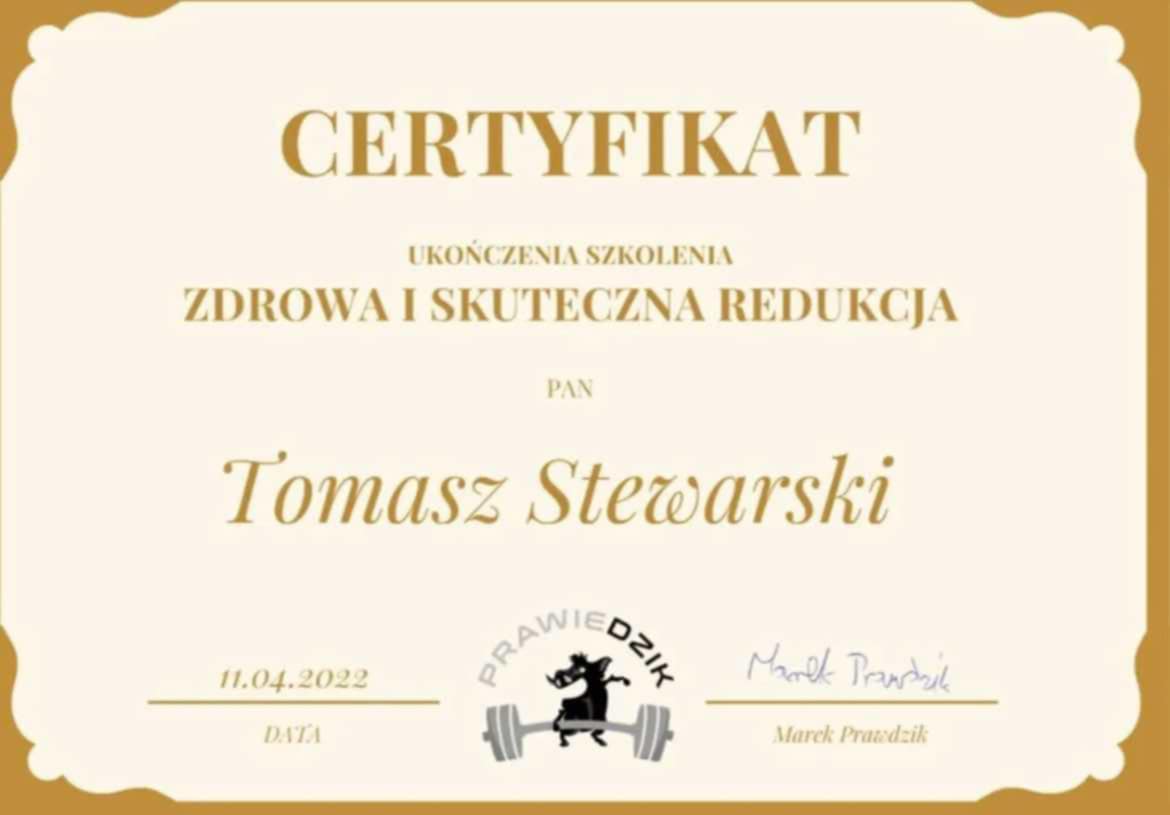 CERTYFIKAT
UKOŃCZENIA SZKOLENIA
ZDROWA I SKUTECZNA REDUKCJA
PAN
Tomasz Stewarski
PRAWIEDZIK
11.04.2022
Marek Prawdzik
DATA
Marek Prawdzik